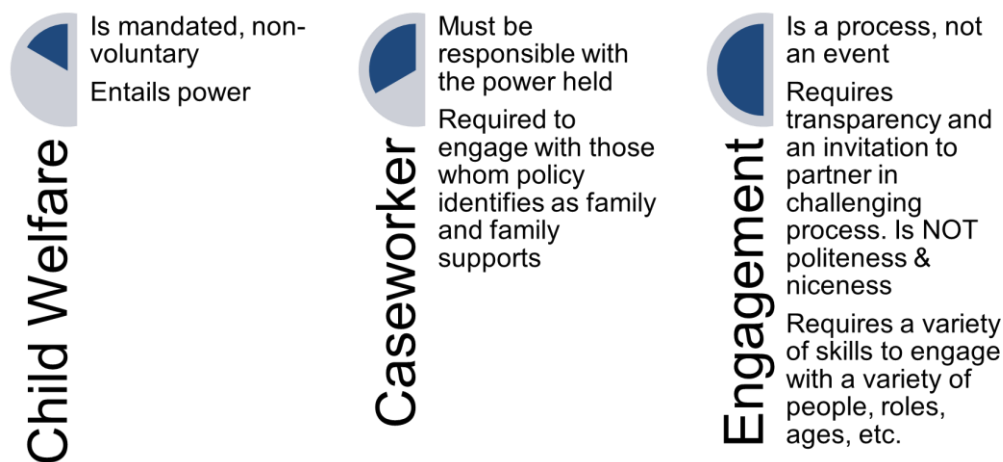 Child Welfare
Is mandated, non-
voluntary
Entails power
Caseworker
Must be
responsible with
the power held
Required to
engage with those
whom policy
identifies as family
and family
supports
Engagement
Is a process, not
an event
Requires
transparency and
an invitation to
partner in
challenging
process. Is NOT
politeness &
niceness
Requires a variety
of skills to engage
with a variety of
people, roles,
ages, etc.